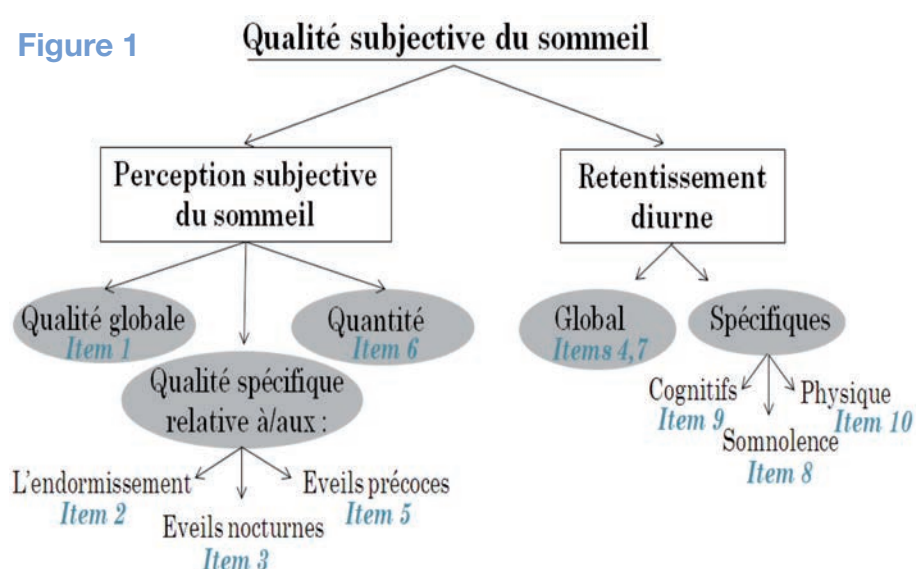 Figure 1
Qualité subjective du sommeil
Perception subjective
du sommeil
Retentissement
diurne
Qualité globale
Item 1
Quantité
Item 6
Qualité spécifique
relative à/aux :
L'endormissement
Item 2
Eveils nocturnes
Item 3
Eveils précoces
Item 5
Global
Items 4,7
Spécifiques
Cognitifs
Item 9
Somnolence
Item 8
Physique
Item 10